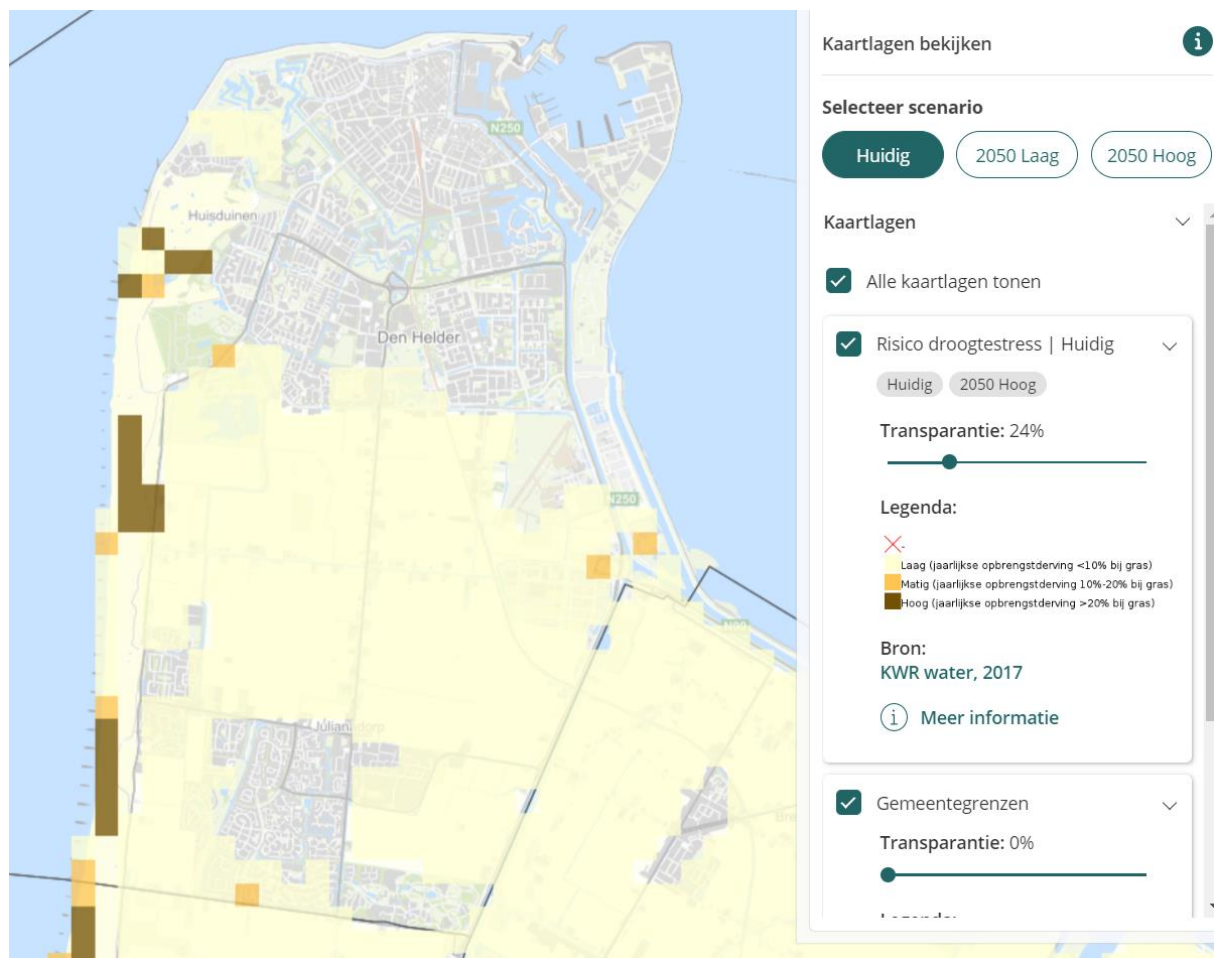 Kaartlagen bekijken
Selecteer scenario
Huidig
2050 Laag
2050 Hoog
Kaartlagen
Alle kaartlagen tonen
Risico droogtestress | Huidig
Huidig
2050 Hoog
Transparantie: 24%
Legenda:
-
Laag (jaarlijkse opbrengstderving <10% bij gras)
Matig (jaarlijkse opbrengstderving 10%-20% bij gras)
Hoog (jaarlijkse opbrengstderving >20% bij gras)
Bron:
KWR water, 2017
Meer informatie
Gemeentegrenzen
Transparantie: 0%
N250
Huisduinen
Den Helder
N250
N99
Julianadorp